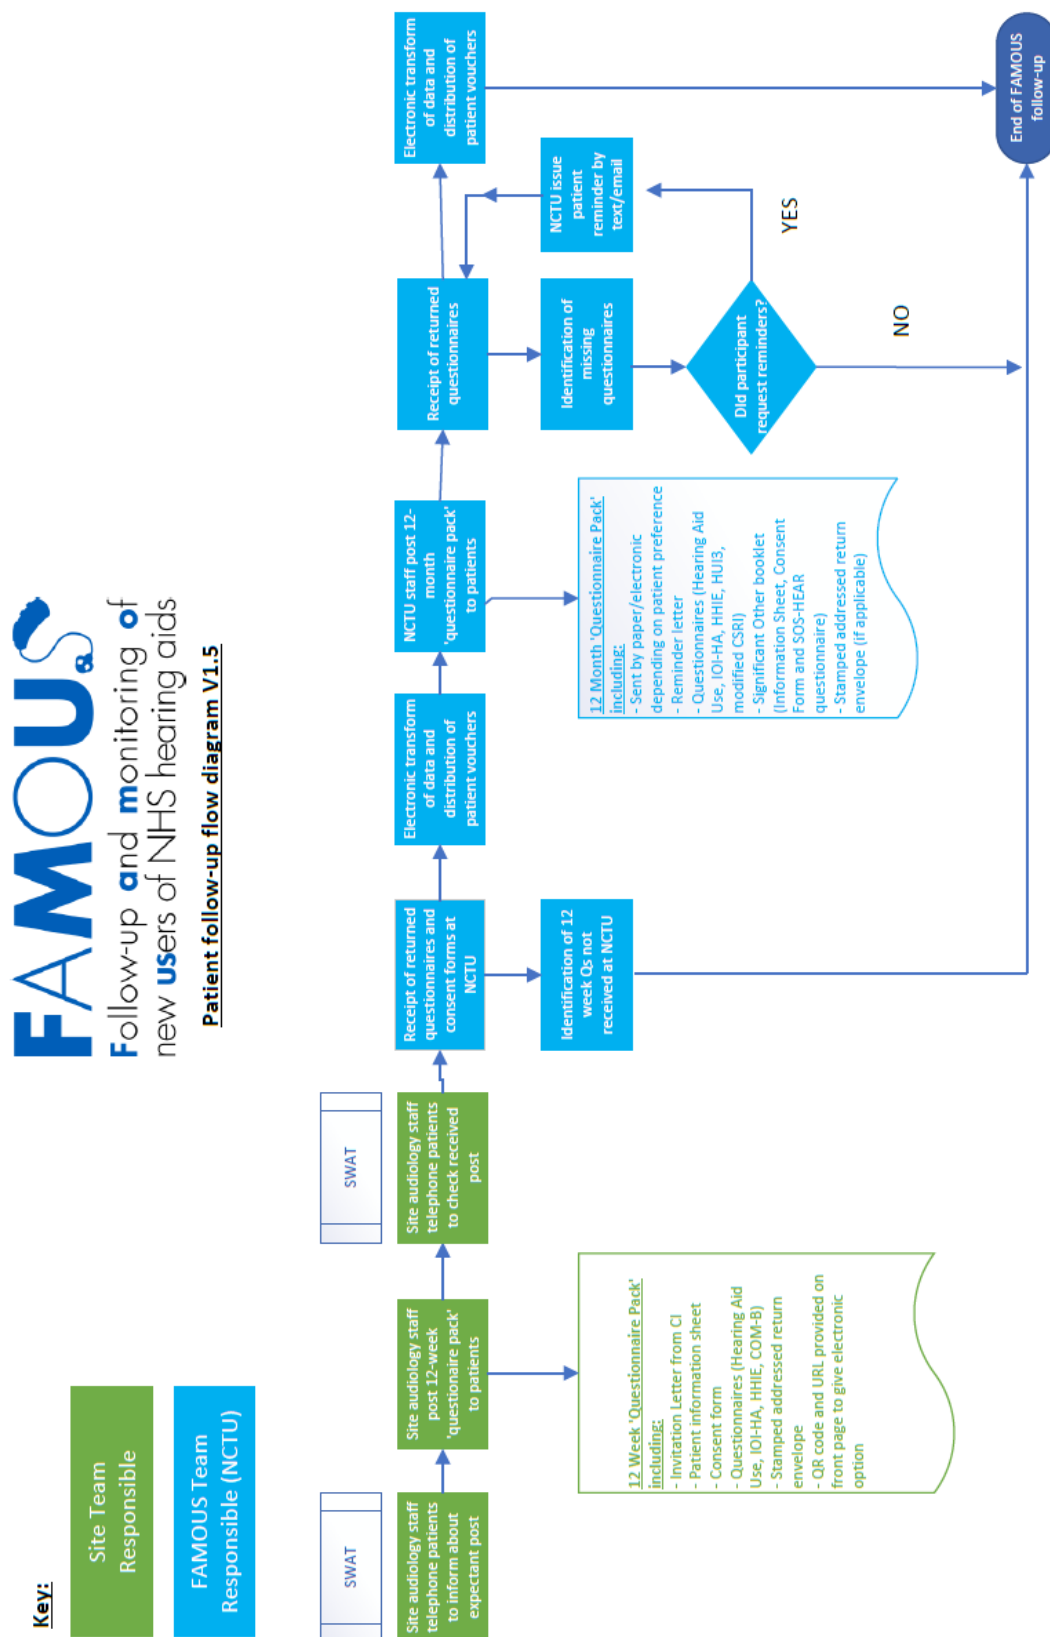 FAMOUS
Follow-up and monitoring of
new users of NHS hearing aids
Patient follow-up flow diagram V1.5
Key:
Site Team
Responsible
FAMOUS Team
Responsible (NCTU)
SWAT
SWAT
Site audiology staff
telephone patients
to inform about
expectant post
Site audiology staff
post 12-week
'questionaire pack'
to patients
Site audiology staff
telephone patients
to check received
post
Receipt of returned
questionnaires and
consent forms at
NCTU
Electronic transform
of data and
distribution of
patient vouchers
NCTU staff post 12-
month
'questionnaire pack'
to patients
Receipt of returned
questionnaires
Electronic transform
of data and
distribution of
patient vouchers
Identification of 12
week Qs not
received at NCTU
Identification of
missing
questionnaires
NCTU issue
patient
reminder by
text/email
Did participant
request reminders?
YES
NO
12 Week 'Questionnaire Pack'
including:
- Invitation Letter from CI
- Patient information sheet
- Consent form
- Questionnaires (Hearing Aid
Use, IOI-HA, HHIE, COM-B)
- Stamped addressed return
envelope
- QR code and URL provided on
front page to give electronic
option
12 Month 'Questionnaire Pack'
including:
- Sent by paper/electronic
depending on patient preference
- Reminder letter
- Questionnaires (Hearing Aid
Use, IOI-HA, HHIE, HUI3,
modified CSRI)
- Significant Other booklet
(Information Sheet, Consent
Form and SOS-HEAR
questionnaire)
- Stamped addressed return
envelope (if applicable)
End of FAMOUS
follow-up